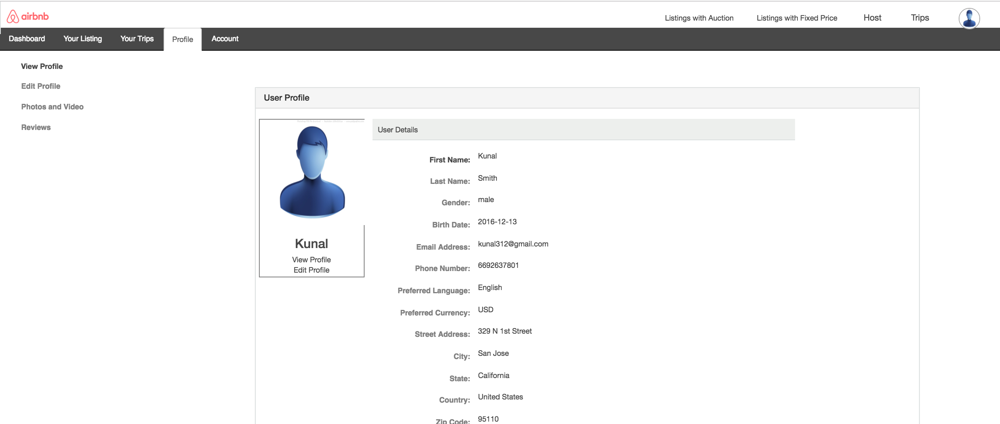 airbnb
Listings with Auction
Listings with Fixed Price
Host
Trips
Dashboard
Your Listing
Your Trips
Profile
Account
View Profile
Edit Profile
Photos and Video
Reviews
User Profile
Kunal
View Profile
Edit Profile
User Details
First Name: Kunal
Last Name: Smith
Gender: male
Birth Date: 2016-12-13
Email Address: kunal312@gmail.com
Phone Number: 6692637801
Preferred Language: English
Preferred Currency: USD
Street Address: 329 N 1st Street
City: San Jose
State: California
Country: United States
Zip Code: 95110